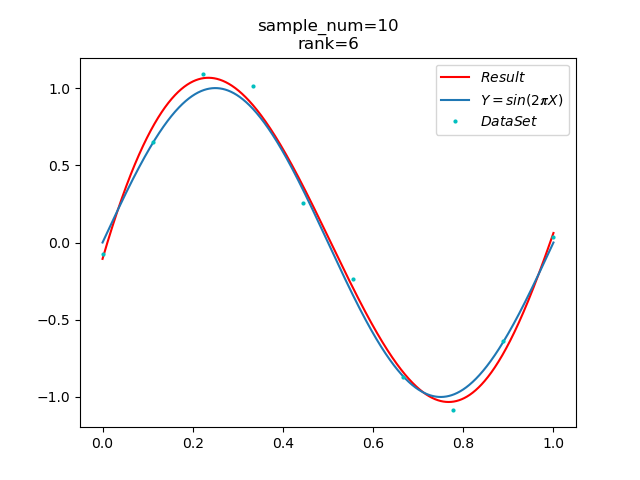 sample_num=10
rank=6
Result
Y = sin(2πX)
DataSet
1.0
0.5
0.0
−0.5
−1.0
0.0 0.2 0.4 0.6 0.8 1.0